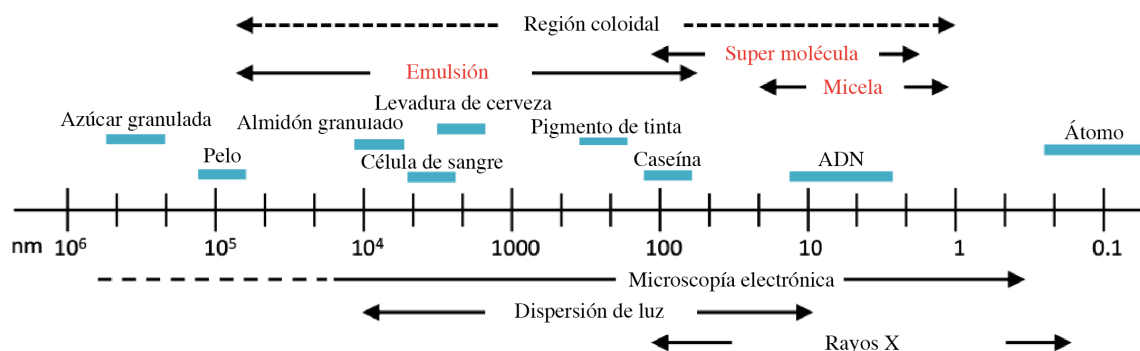 Región coloidal
Super molécula
Emulsión
Micela
Levadura de cerveza
Azúcar granulada
Almidón granulado
Pigmento de tinta
Átomo
Pelo
Célula de sangre
Caseína
ADN
nm 10⁶ 10⁵ 10⁴ 1000 100 10 1 0.1
Microscopía electrónica
Dispersión de luz
Rayos X